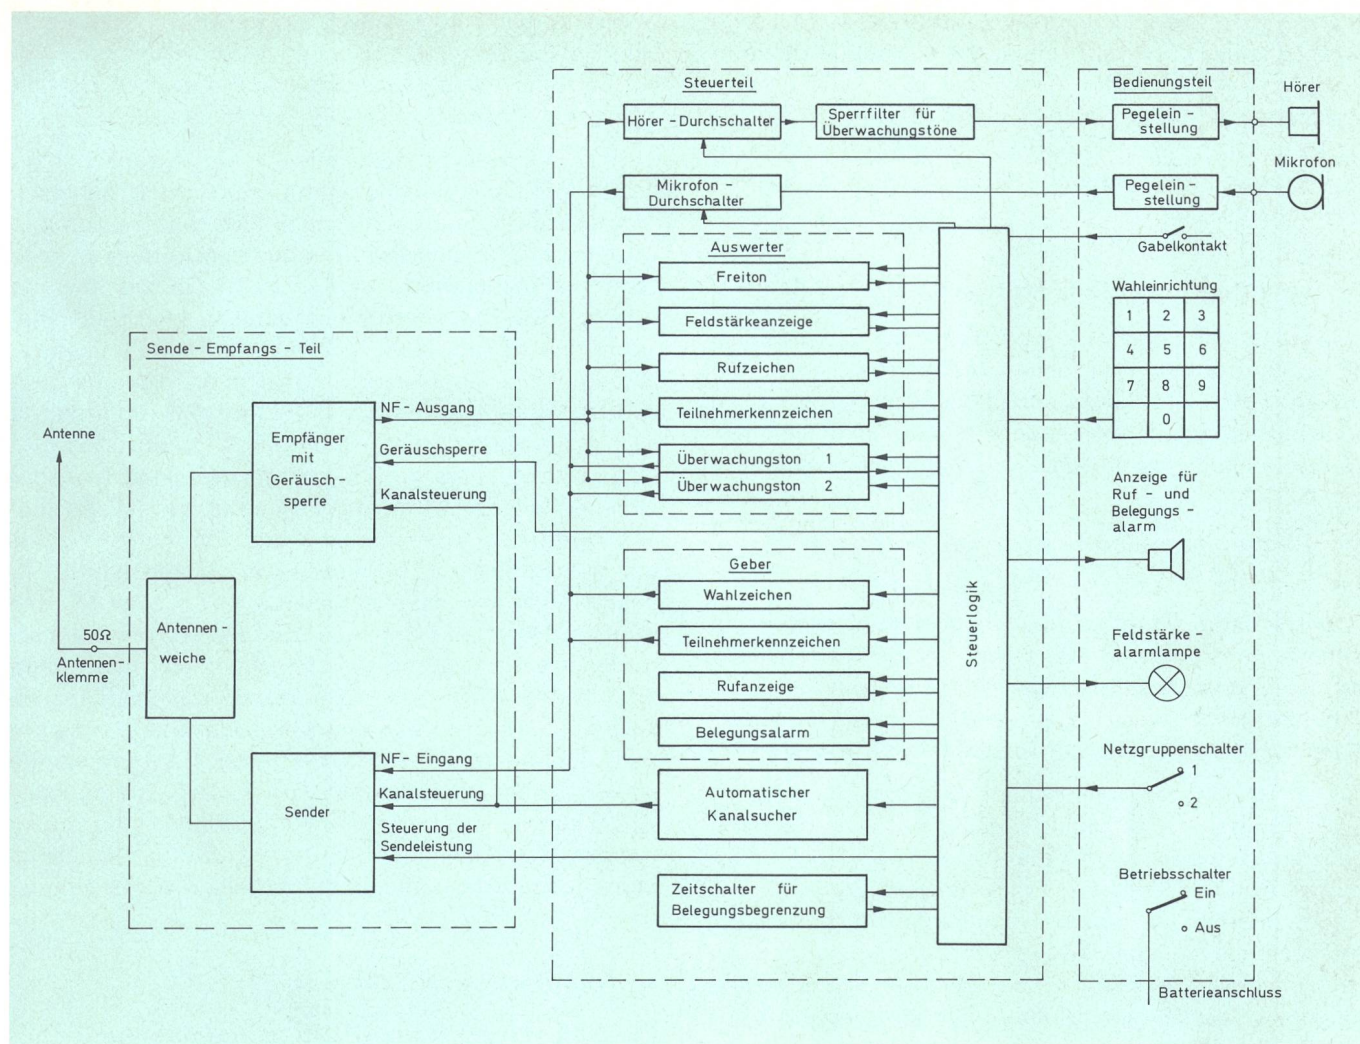 Steuerteil
Hörer - Durchschalter
Sperrfilter für
Überwachungstöne
Mikrofon -
Durchschalter
Auswerter
Freiton
Feldstärkeanzeige
Rufzeichen
Teilnehmerkennzeichen
Überwachungston 1
Überwachungston 2
Geber
Wahlzeichen
Teilnehmerkennzeichen
Rufanzeige
Belegungsalarm
Automatischer
Kanalsucher
Zeitschalter für
Belegungsbegrenzung
Steuerlogik
Sende - Empfangs - Teil
Empfänger
mit
Geräusch -
sperre
NF - Ausgang
Geräuschsperre
Kanalsteuerung
Antenne
50Ω
Antennen-
klemme
Antennen -
weiche
Sender
NF - Eingang
Kanalsteuerung
Steuerung der
Sendeleistung
Bedienungsteil
Pegelein -
stellung
Hörer
Pegelein -
stellung
Mikrofon
Gabelkontakt
Wahleinrichtung
1 2 3
4 5 6
7 8 9
0
Anzeige für
Ruf - und
Belegungs -
alarm
Feldstärke -
alarmlampe
Netzgruppenschalter
1
2
Betriebsschalter
Ein
Aus
Batterieanschluss